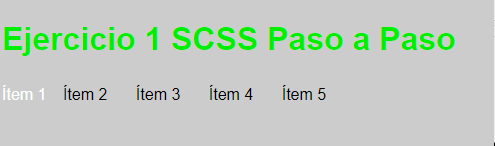 Ejercicio 1 SCSS Paso a Paso
Ítem 1 Ítem 2 Ítem 3 Ítem 4 Ítem 5